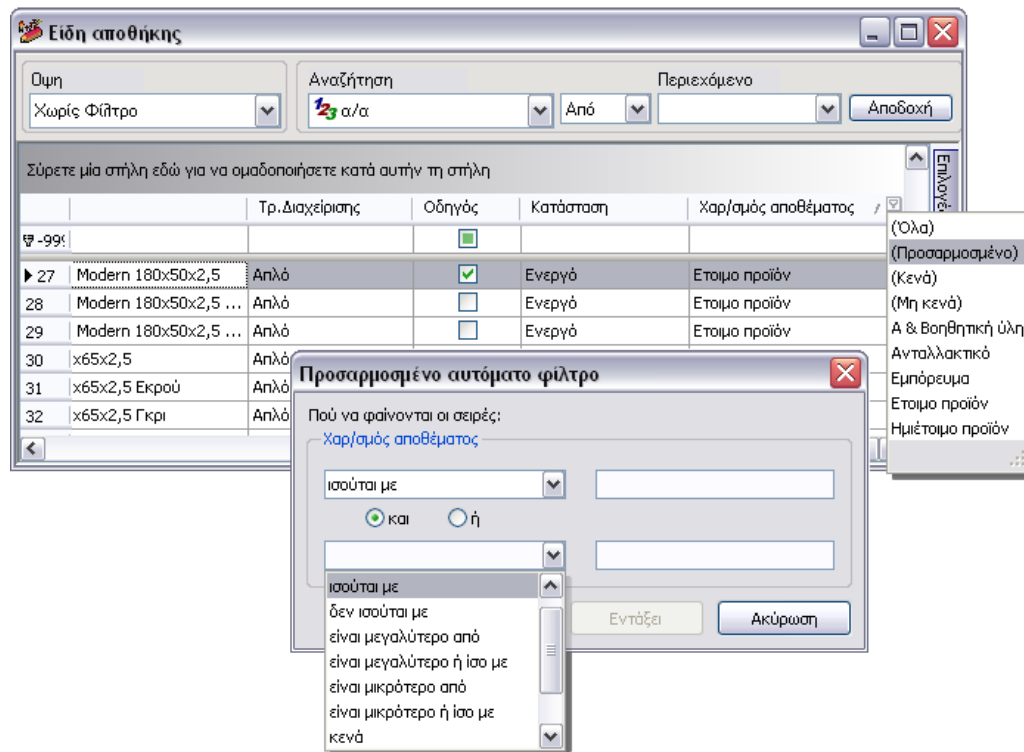 Είδη αποθήκης
Οψη
Αναζήτηση
Περιεχόμενο
Χωρίς Φίλτρο
123 α/α
Από
Αποδοχή
Σύρετε μία στήλη εδώ για να ομαδοποιήσετε κατά αυτήν τη στήλη
Τρ.Διαχείρισης Οδηγός Κατάσταση Χαρ/σμός αποθέματος
27 Modern 180x50x2,5 Απλό Ενεργό Ετοιμο προϊόν
28 Modern 180x50x2,5 ... Απλό Ενεργό Ετοιμο προϊόν
29 Modern 180x50x2,5 ... Απλό Ενεργό Ετοιμο προϊόν
30 x65x2,5 Απλό
31 x65x2,5 Εκρού Απλό
32 x65x2,5 Γκρι Απλό
(Όλα)
(Προσαρμοσμένο)
(Κενά)
(Μη κενά)
Α & Βοηθητική ύλη
Ανταλλακτικό
Εμπόρευμα
Ετοιμο προϊόν
Ημιέτοιμο προϊόν
Προσαρμοσμένο αυτόματο φίλτρο
Πού να φαίνονται οι σειρές:
Χαρ/σμός αποθέματος
ισούται με
και ή
ισούται με
δεν ισούται με
είναι μεγαλύτερο από
είναι μεγαλύτερο ή ίσο με
είναι μικρότερο από
είναι μικρότερο ή ίσο με
κενά
Εντάξει Ακύρωση